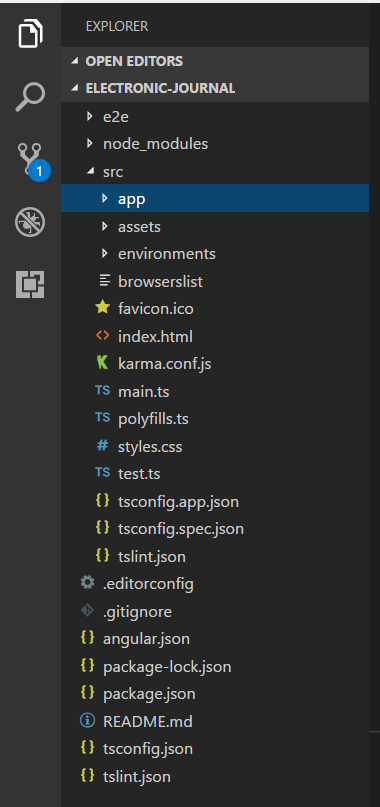 EXPLORER
OPEN EDITORS
ELECTRONIC-JOURNAL
e2e
node_modules
src
app
assets
environments
browserslist
favicon.ico
index.html
karma.conf.js
TS main.ts
TS polyfills.ts
# styles.css
TS test.ts
{} tsconfig.app.json
{} tsconfig.spec.json
{} tslint.json
.editorconfig
.gitignore
{} angular.json
{} package-lock.json
{} package.json
README.md
{} tsconfig.json
{} tslint.json
1